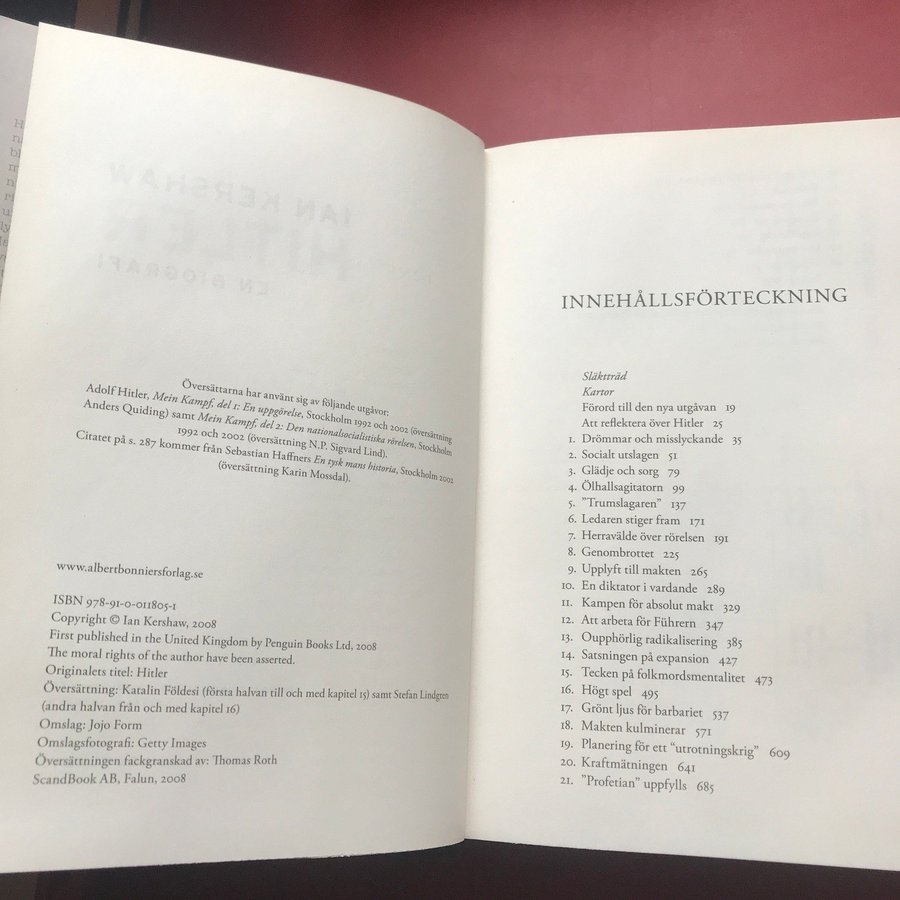 Översättarna har använt sig av följande utgåvor:
Adolf Hitler, Mein Kampf, del 1: En uppgörelse, Stockholm 1992 och 2002 (översättning
Anders Quiding) samt Mein Kampf, del 2: Den nationalsocialistiska rörelsen, Stockholm
1992 och 2002 (översättning N.P. Sigvard Lind).
Citatet på s. 287 kommer från Sebastian Haffners En tysk mans historia, Stockholm 2002
(översättning Karin Mossdal).
www.albertbonniersforlag.se
ISBN 978-91-0-011805-1
Copyright © Ian Kershaw, 2008
First published in the United Kingdom by Penguin Books Ltd, 2008
The moral rights of the author have been asserted.
Originalets titel: Hitler
Översättning: Katalin Földesi (första halvan till och med kapitel 15) samt Stefan Lindgren
(andra halvan från och med kapitel 16)
Omslag: Jojo Form
Omslagsfotografi: Getty Images
Översättningen fackgranskad av: Thomas Roth
ScandBook AB, Falun, 2008
INNEHÅLLSFÖRTECKNING
Släktträd
Kartor
Förord till den nya utgåvan 19
Att reflektera över Hitler 25
1. Drömmar och misslyckande 35
2. Socialt utslagen 51
3. Glädje och sorg 79
4. Ölhallsagitatorn 99
5. "Trumslagaren" 137
6. Ledaren stiger fram 171
7. Herravälde över rörelsen 191
8. Genombrottet 225
9. Upplyft till makten 265
10. En diktator i vardande 289
11. Kampen för absolut makt 329
12. Att arbeta för Führern 347
13. Oupphörlig radikalisering 385
14. Satsningen på expansion 427
15. Tecken på folkmordsmentalitet 473
16. Högt spel 495
17. Grönt ljus för barbariet 537
18. Makten kulminerar 571
19. Planering för ett "utrotningskrig" 609
20. Kraftmätningen 641
21. "Profetian" uppfylls 685